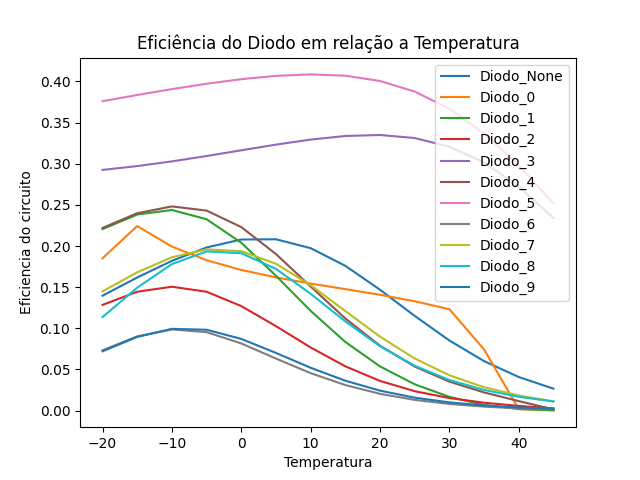 Eficiência do Diodo em relação a Temperatura
Eficiencia do circuito
0.40
0.35
0.30
0.25
0.20
0.15
0.10
0.05
0.00
Diodo_None
Diodo_0
Diodo_1
Diodo_2
Diodo_3
Diodo_4
Diodo_5
Diodo_6
Diodo_7
Diodo_8
Diodo_9
−20 −10 0 10 20 30 40
Temperatura